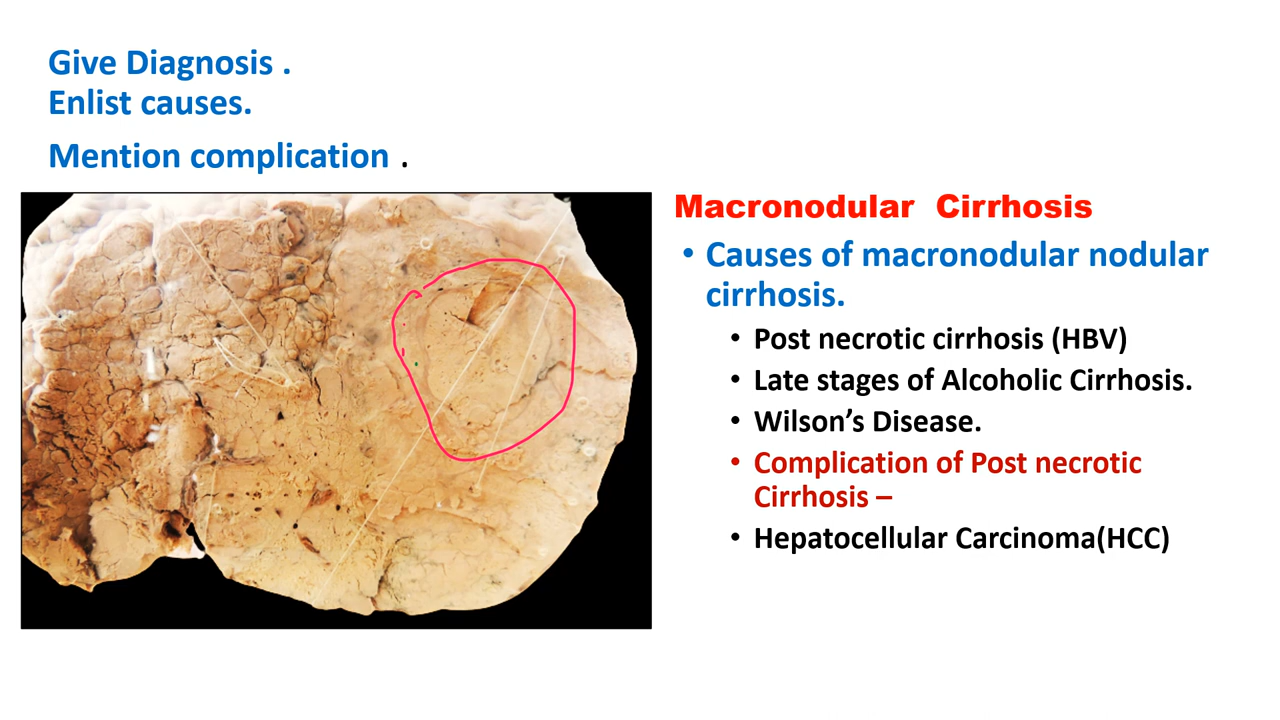 Give Diagnosis .
Enlist causes.
Mention complication .
Macronodular Cirrhosis
• Causes of macronodular nodular
cirrhosis.
• Post necrotic cirrhosis (HBV)
• Late stages of Alcoholic Cirrhosis.
• Wilson’s Disease.
• Complication of Post necrotic
Cirrhosis –
• Hepatocellular Carcinoma(HCC)